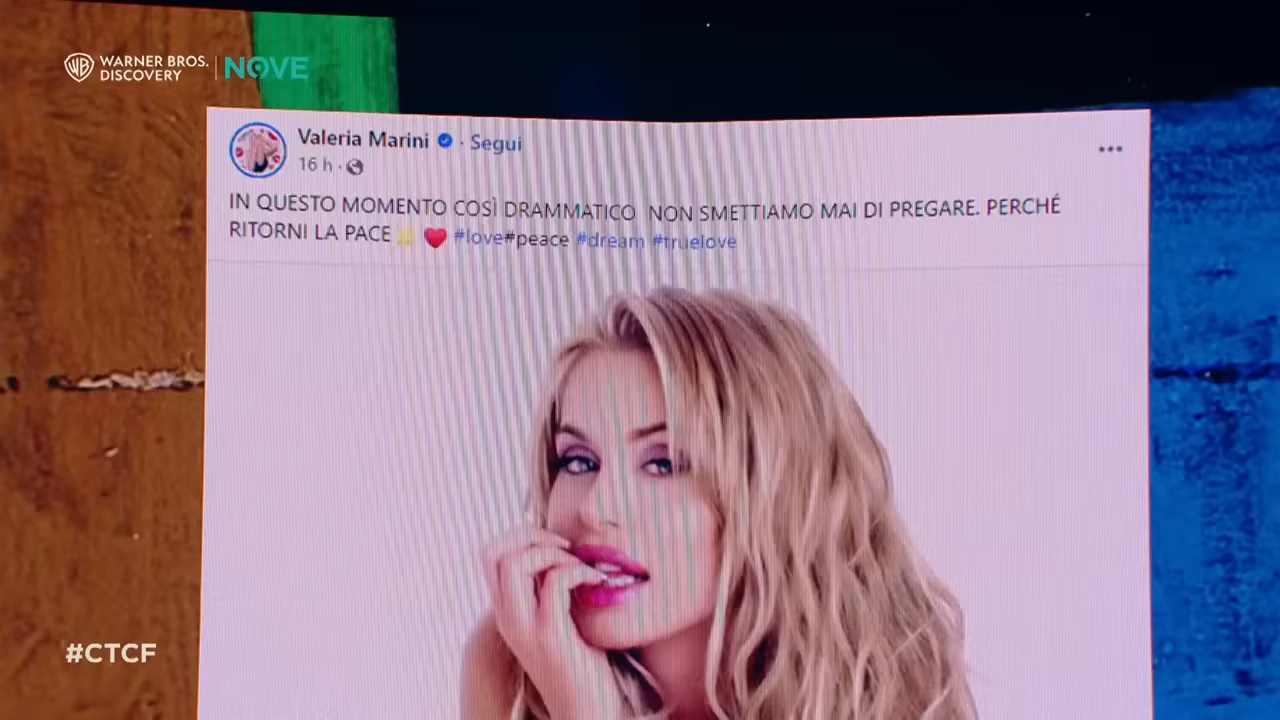 WARNER BROS.
DISCOVERY
NOVE
Valeria Marini · Segui
16 h ·
IN QUESTO MOMENTO COSÌ DRAMMATICO NON SMETTIAMO MAI DI PREGARE. PERCHÉ
RITORNI LA PACE #love#peace #dream #truelove
#CTCF